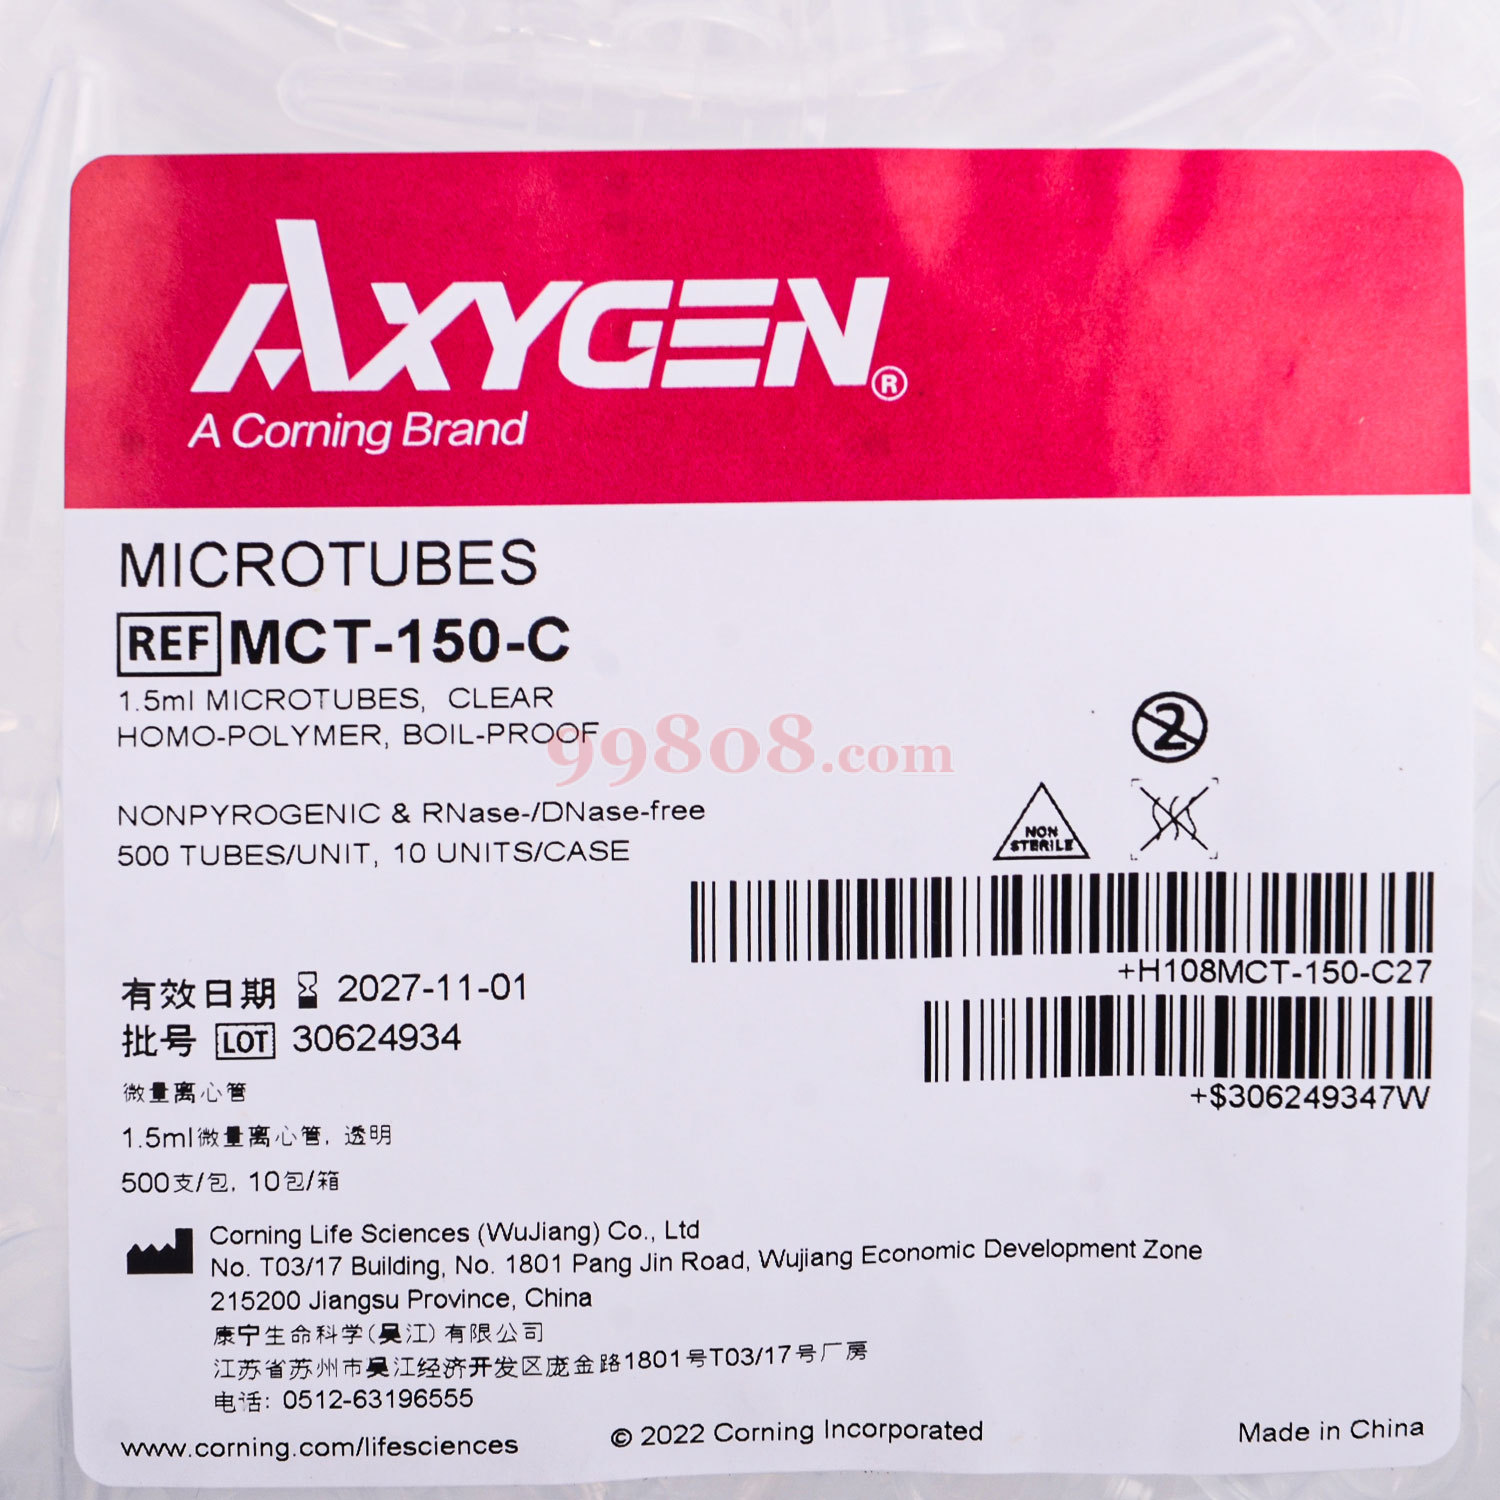 AXYGEN®
A Corning Brand
MICROTUBES
REF MCT-150-C
1.5ml MICROTUBES, CLEAR
HOMO-POLYMER, BOIL-PROOF
99808.com
NONPYROGENIC & RNase-/DNase-free
500 TUBES/UNIT, 10 UNITS/CASE
2
NON
STERILE
+H108MCT-150-C27
有效日期 2027-11-01
批号 LOT 30624934
+$306249347W
微量离心管
1.5ml微量离心管, 透明
500支/包, 10包/箱
Corning Life Sciences (WuJiang) Co., Ltd
No. T03/17 Building, No. 1801 Pang Jin Road, Wujiang Economic Development Zone
215200 Jiangsu Province, China
康宁生命科学(吴江)有限公司
江苏省苏州市吴江经济开发区庞金路1801号T03/17号厂房
电话: 0512-63196555
www.corning.com/lifesciences
© 2022 Corning Incorporated
Made in China